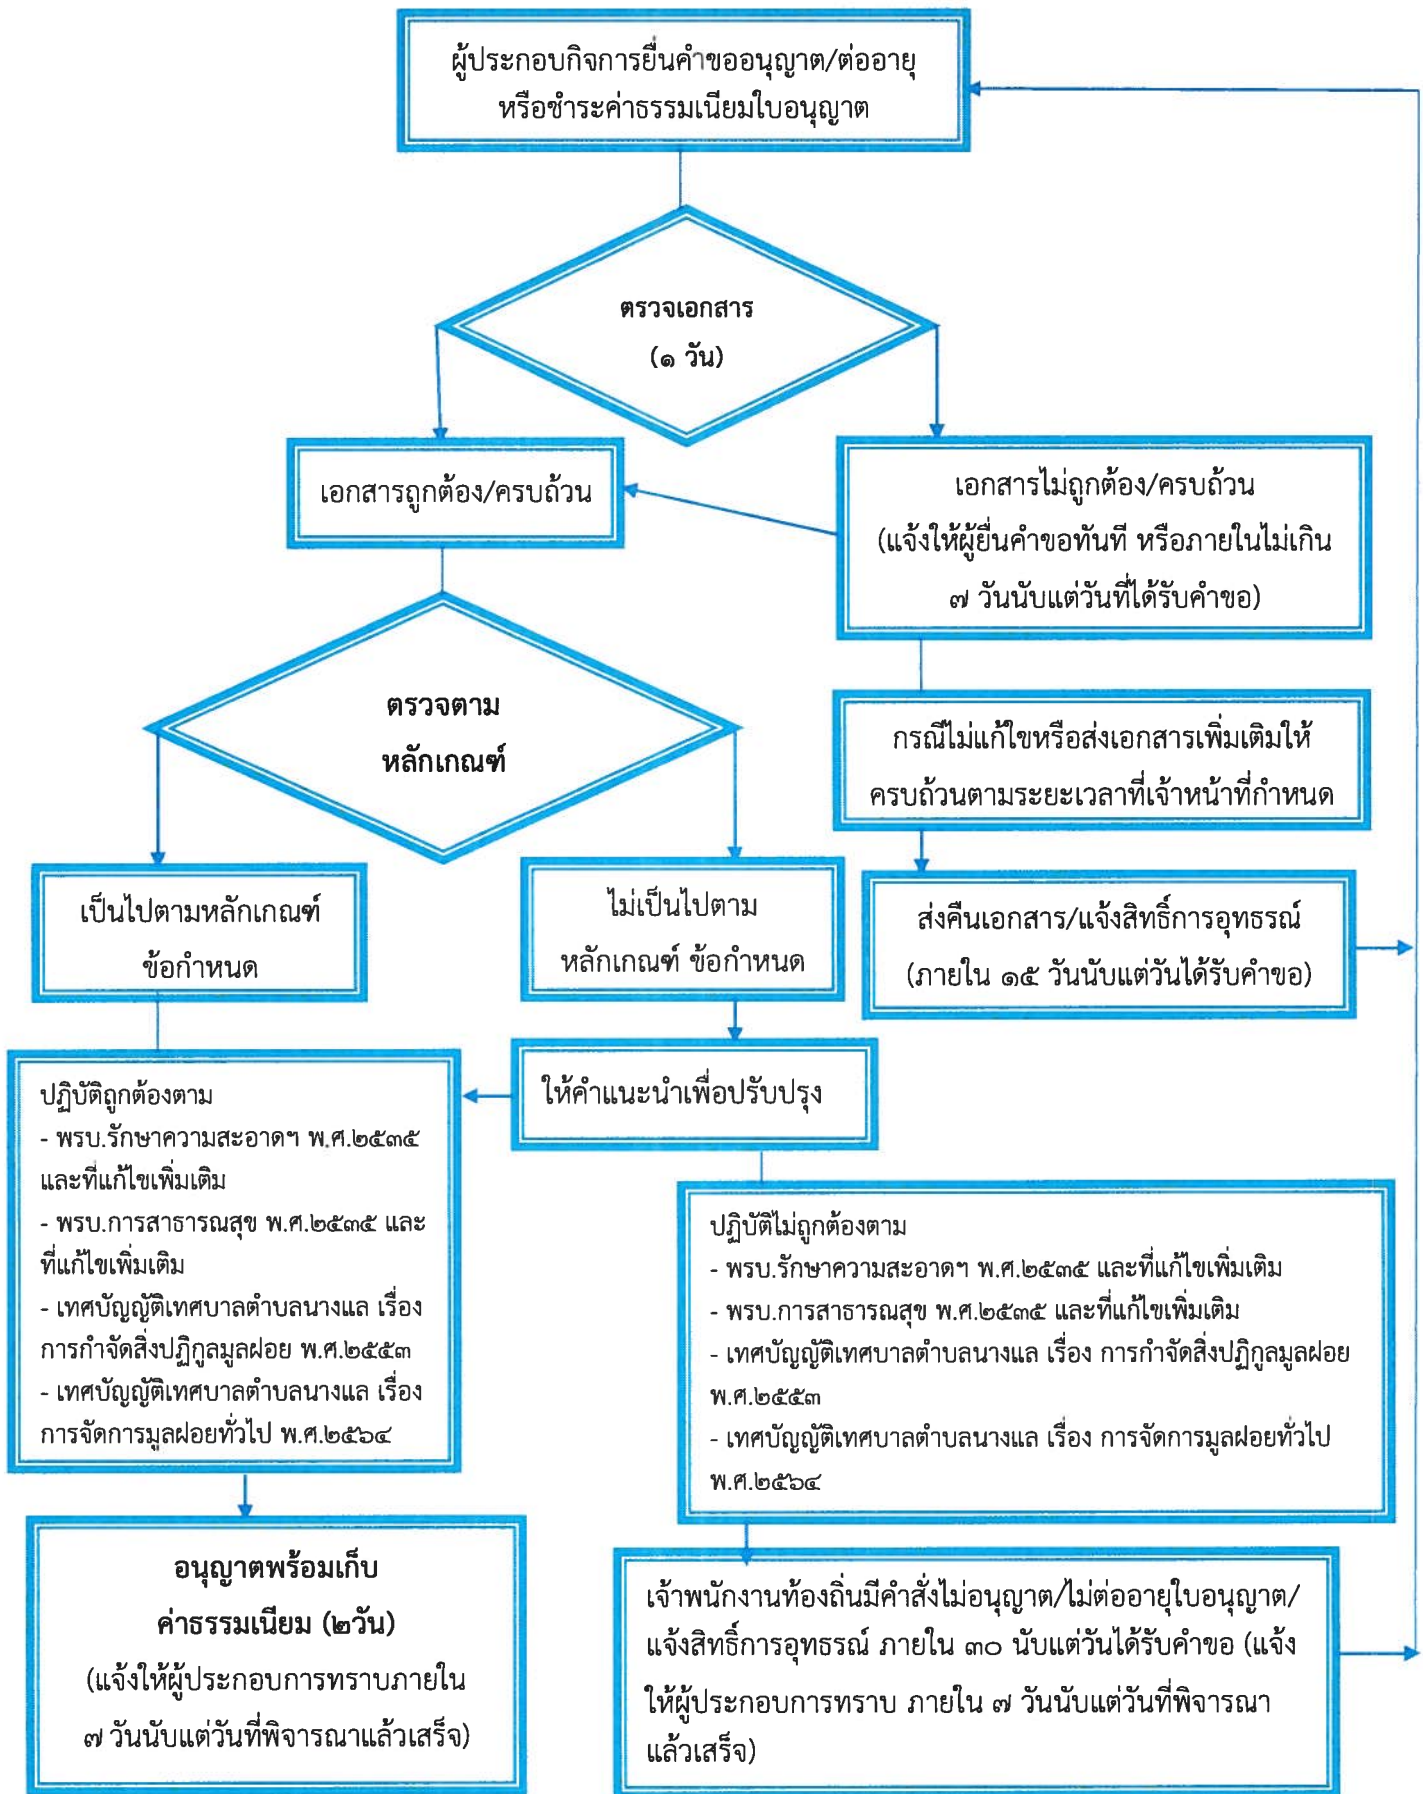 ผู้ประกอบกิจการยื่นคำขออนุญาต/ต่ออายุ
หรือชำระค่าธรรมเนียมใบอนุญาต
ตรวจเอกสาร
(๑ วัน)
เอกสารถูกต้อง/ครบถ้วน
เอกสารไม่ถูกต้อง/ครบถ้วน
(แจ้งให้ผู้ยื่นคำขอทันที หรือภายในไม่เกิน
๗ วันนับแต่วันที่ได้รับคำขอ)
ตรวจตาม
หลักเกณฑ์
กรณีไม่แก้ไขหรือส่งเอกสารเพิ่มเติมให้
ครบถ้วนตามระยะเวลาที่เจ้าหน้าที่กำหนด
เป็นไปตามหลักเกณฑ์
ข้อกำหนด
ไม่เป็นไปตาม
หลักเกณฑ์ ข้อกำหนด
ส่งคืนเอกสาร/แจ้งสิทธิ์การอุทธรณ์
(ภายใน ๑๕ วันนับแต่วันได้รับคำขอ)
ให้คำแนะนำเพื่อปรับปรุง
ปฏิบัติถูกต้องตาม
- พรบ.รักษาความสะอาดฯ พ.ศ.๒๕๓๕
และที่แก้ไขเพิ่มเติม
- พรบ.การสาธารณสุข พ.ศ.๒๕๓๕ และ
ที่แก้ไขเพิ่มเติม
- เทศบัญญัติเทศบาลตำบลนางแล เรื่อง
การกำจัดสิ่งปฏิกูลมูลฝอย พ.ศ.๒๕๕๓
- เทศบัญญัติเทศบาลตำบลนางแล เรื่อง
การจัดการมูลฝอยทั่วไป พ.ศ.๒๕๖๔
ปฏิบัติไม่ถูกต้องตาม
- พรบ.รักษาความสะอาดฯ พ.ศ.๒๕๓๕ และที่แก้ไขเพิ่มเติม
- พรบ.การสาธารณสุข พ.ศ.๒๕๓๕ และที่แก้ไขเพิ่มเติม
- เทศบัญญัติเทศบาลตำบลนางแล เรื่อง การกำจัดสิ่งปฏิกูลมูลฝอย
พ.ศ.๒๕๕๓
- เทศบัญญัติเทศบาลตำบลนางแล เรื่อง การจัดการมูลฝอยทั่วไป
พ.ศ.๒๕๖๔
อนุญาตพร้อมเก็บ
ค่าธรรมเนียม (๒วัน)
(แจ้งให้ผู้ประกอบการทราบภายใน
๗ วันนับแต่วันที่พิจารณาแล้วเสร็จ)
เจ้าพนักงานท้องถิ่นมีคำสั่งไม่อนุญาต/ไม่ต่ออายุใบอนุญาต/
แจ้งสิทธิ์การอุทธรณ์ ภายใน ๓๐ นับแต่วันได้รับคำขอ (แจ้ง
ให้ผู้ประกอบการทราบ ภายใน ๗ วันนับแต่วันที่พิจารณา
แล้วเสร็จ)